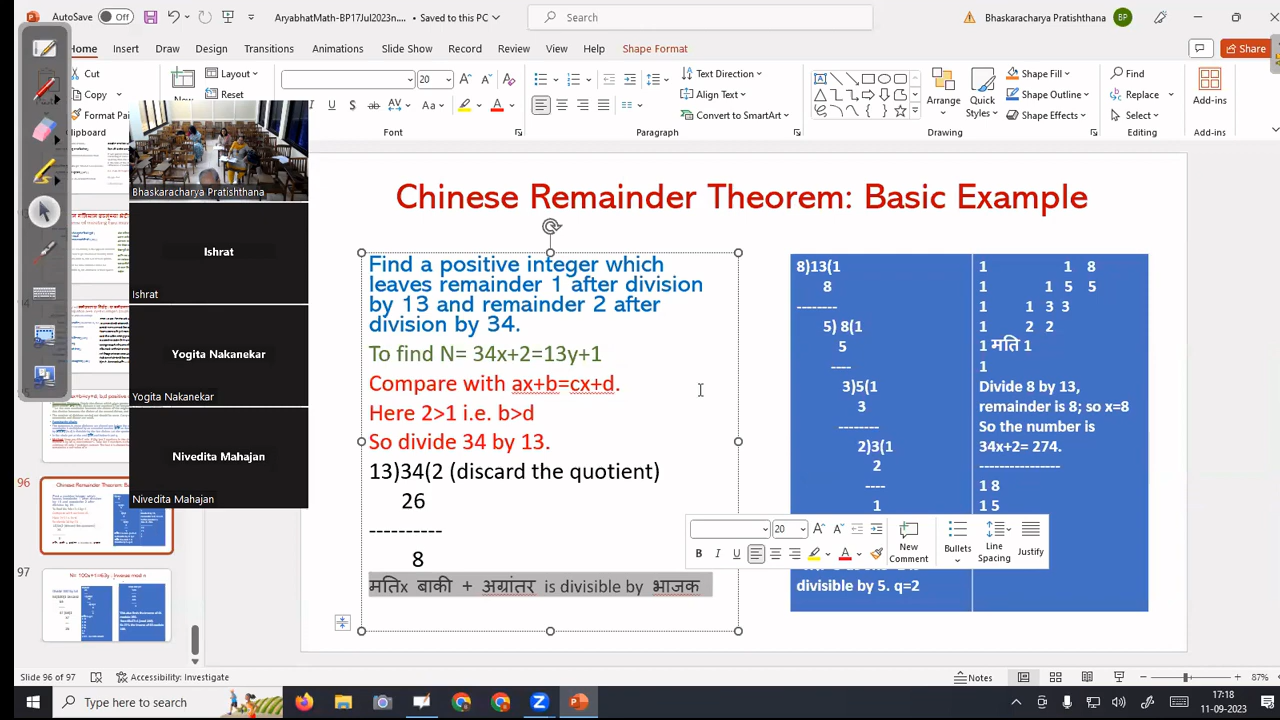 AutoSave Off AryabhatMath-BP17Jul2023n... • Saved to this PC Search Bhaskaracharya Pratishthana BP
Home Insert Draw Design Transitions Animations Slide Show Record Review View Help Shape Format Share
Cut
Copy
Format Pa
Layout
Reset
20
Aa
Text Direction
Align Text
Convert to SmartArt
Arrange
Quick Styles
Shape Fill
Shape Outline
Shape Effects
Find
Replace
Select
Add-ins
Font Paragraph Drawing Editing Add-ins
Bhaskaracharya Pratishthana
Ishrat
Ishrat
Yogita Nakanekar
Yogita Nakanekar
Nivedita Mahajan
Nivedita Mahajan
96
97
Chinese Remainder Theorem: Basic Example
Find a positive integer which
leaves remainder 1 after division
by 13 and remainder 2 after
division by 34.
To find N= 34x+2=13y+1
Compare with ax+b=cx+d.
Here 2>1 i.e. b>d
So divide 34 by 13
13)34(2 (discard the quotient)
26
----------
8
मतिx बाकी + अग्रान्तर is divisible by भाजक
8)13(1
8
-------
5) 8(1
5
----
3)5(1
3
--------
2)3(1
2
----
1
divisible by 5. q=2
1 1 8
1 1 5 5
1 3 3
1 2 2
1 मति 1
1
Divide 8 by 13,
remainder is 8; so x=8
So the number is
34x+2= 274.
----------------
1 8
1 5
20
B I U
New Comment
Bullets
Line Spacing
Justify
Slide 96 of 97 Accessibility: Investigate Notes 87%
Type here to search
17:18
11-09-2023